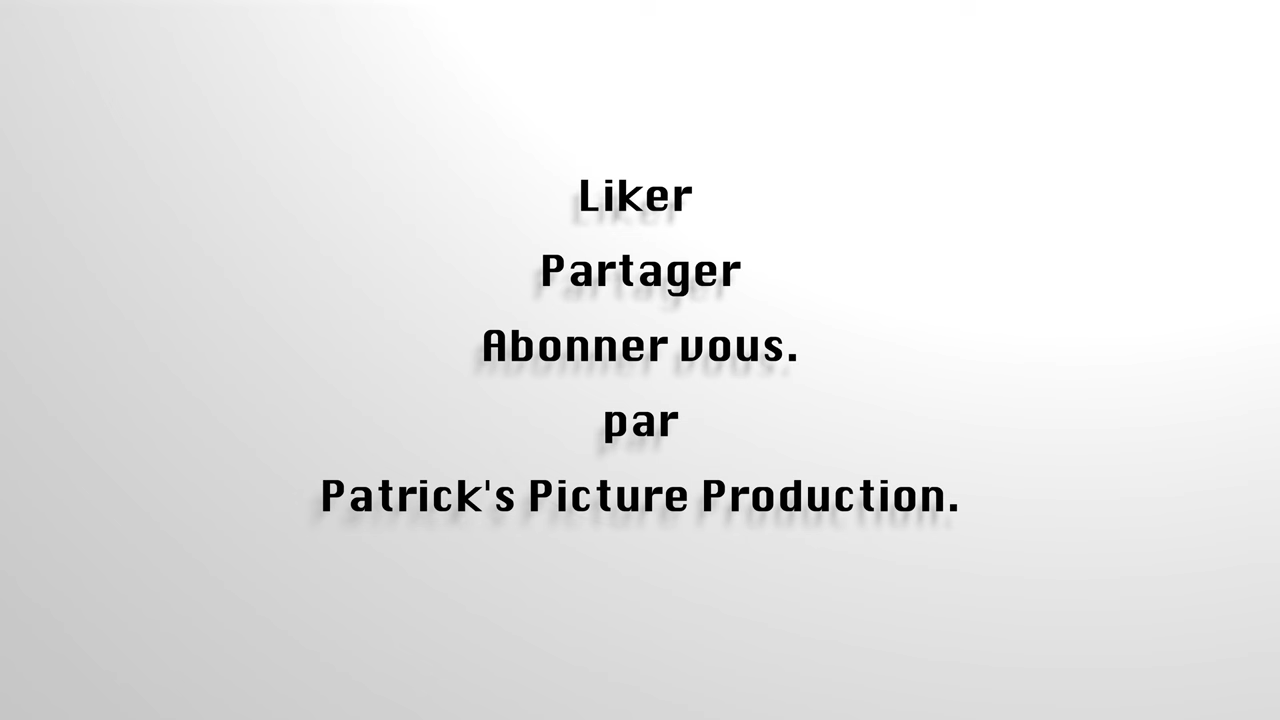 Liker
Partager
Abonner vous.
par
Patrick's Picture Production.